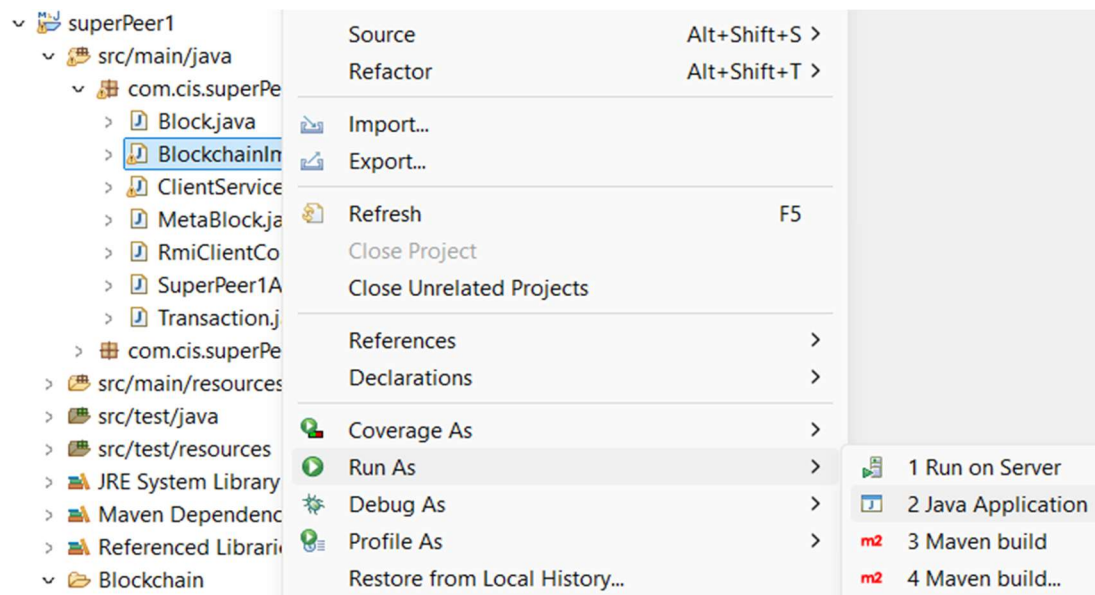 superPeer1
src/main/java
com.cis.superPe
Block.java
BlockchainIm
ClientService
MetaBlock.ja
RmiClientCo
SuperPeer1A
Transaction.j
com.cis.superPe
src/main/resources
src/test/java
src/test/resources
JRE System Library
Maven Dependenc
Referenced Librari
Blockchain
Source Alt+Shift+S >
Refactor Alt+Shift+T >
Import...
Export...
Refresh F5
Close Project
Close Unrelated Projects
References
Declarations
Coverage As
Run As
Debug As
Profile As
Restore from Local History...
1 Run on Server
2 Java Application
m2 3 Maven build
m2 4 Maven build...